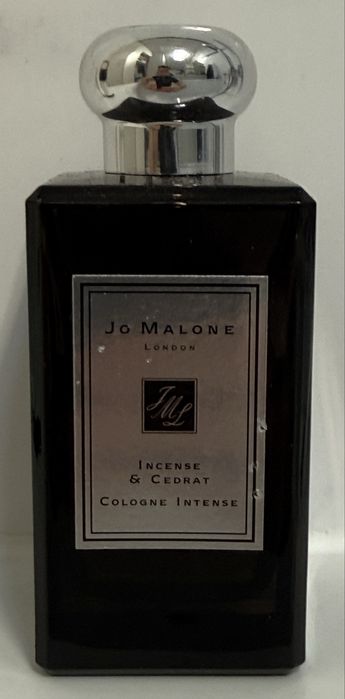 Jo Malone
London
JML
Incense
& Cedrat
Cologne Intense